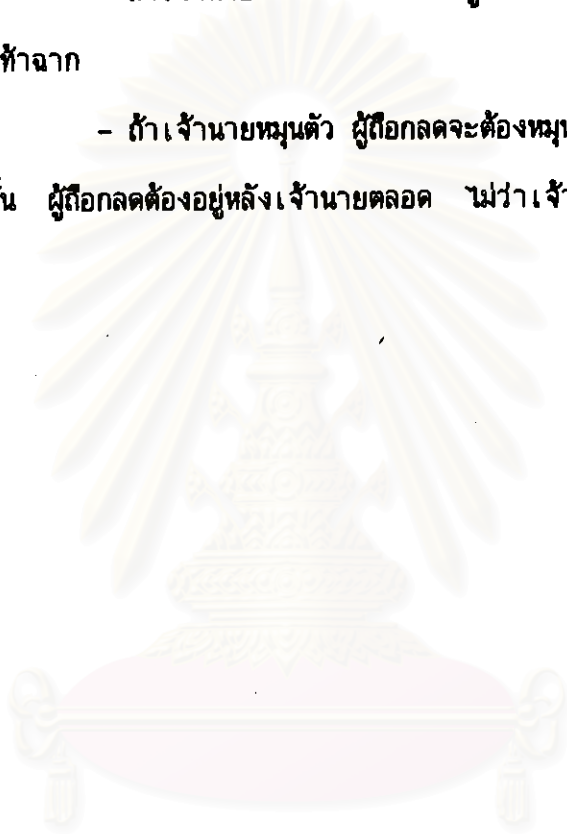 ท้าฉาก
- ถ้าเจ้านายหมุนตัว ผู้ถือกลดจะต้องหมุน
ผู้ถือกลดต้องอยู่หลังเจ้านายตลอด ไม่ว่าเจ้า